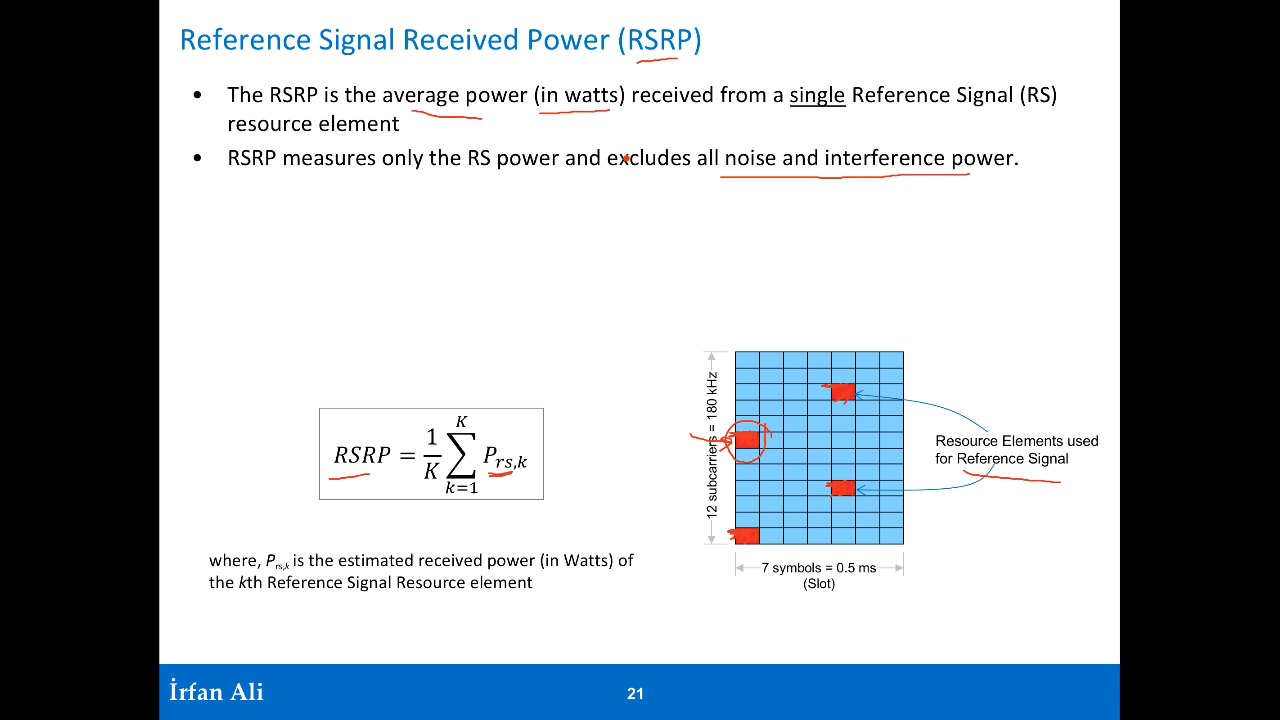 Reference Signal Received Power (RSRP)
• The RSRP is the average power (in watts) received from a single Reference Signal (RS)
resource element
• RSRP measures only the RS power and excludes all noise and interference power.
RSRP = 1/K ∑_{k=1}^{K} P_{rs,k}
where, P_{rs,k} is the estimated received power (in Watts) of
the kth Reference Signal Resource element
12 subcarriers = 180 kHz
Resource Elements used
for Reference Signal
7 symbols = 0.5 ms
(Slot)
İrfan Ali
21